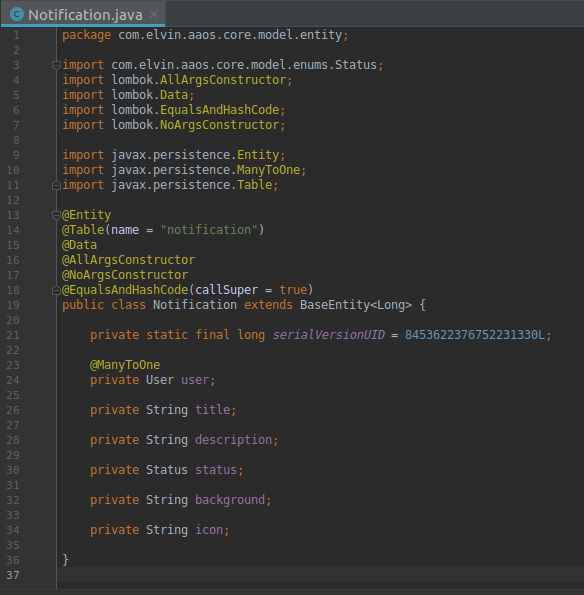 Notification.java
1 package com.elvin.aaos.core.model.entity;
2
3 import com.elvin.aaos.core.model.enums.Status;
4 import lombok.AllArgsConstructor;
5 import lombok.Data;
6 import lombok.EqualsAndHashCode;
7 import lombok.NoArgsConstructor;
8
9 import javax.persistence.Entity;
10 import javax.persistence.ManyToOne;
11 import javax.persistence.Table;
12
13 @Entity
14 @Table(name = "notification")
15 @Data
16 @AllArgsConstructor
17 @NoArgsConstructor
18 @EqualsAndHashCode(callSuper = true)
19 public class Notification extends BaseEntity<Long> {
20
21 private static final long serialVersionUID = 8453622376752231330L;
22
23 @ManyToOne
24 private User user;
25
26 private String title;
27
28 private String description;
29
30 private Status status;
31
32 private String background;
33
34 private String icon;
35
36 }
37